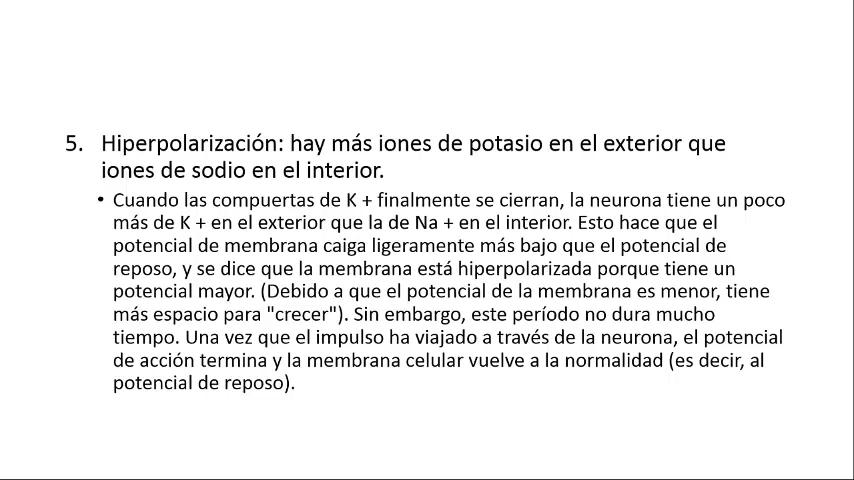 5. Hiperpolarización: hay más iones de potasio en el exterior que
iones de sodio en el interior.
• Cuando las compuertas de K + finalmente se cierran, la neurona tiene un poco
más de K + en el exterior que la de Na + en el interior. Esto hace que el
potencial de membrana caiga ligeramente más bajo que el potencial de
reposo, y se dice que la membrana está hiperpolarizada porque tiene un
potencial mayor. (Debido a que el potencial de la membrana es menor, tiene
más espacio para "crecer"). Sin embargo, este período no dura mucho
tiempo. Una vez que el impulso ha viajado a través de la neurona, el potencial
de acción termina y la membrana celular vuelve a la normalidad (es decir, al
potencial de reposo).